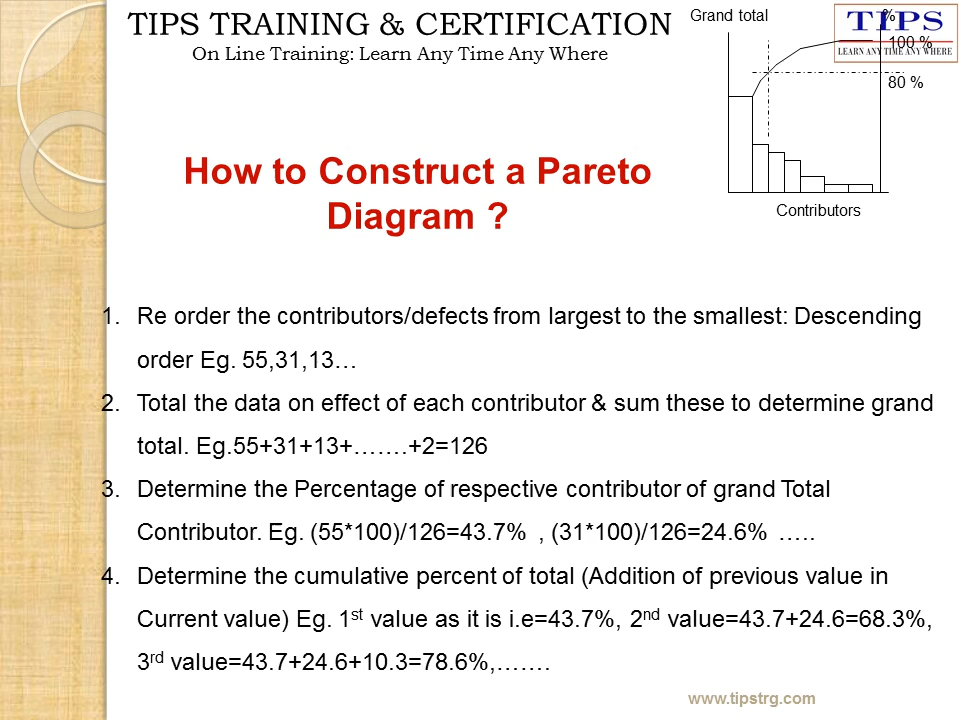 TIPS TRAINING & CERTIFICATION
On Line Training: Learn Any Time Any Where
Grand total
%
TIPS
LEARN ANY TIME ANY WHERE
100 %
80 %
Contributors
How to Construct a Pareto
Diagram ?
1. Re order the contributors/defects from largest to the smallest: Descending
order Eg. 55,31,13…
2. Total the data on effect of each contributor & sum these to determine grand
total. Eg.55+31+13+…….+2=126
3. Determine the Percentage of respective contributor of grand Total
Contributor. Eg. (55*100)/126=43.7% , (31*100)/126=24.6% …..
4. Determine the cumulative percent of total (Addition of previous value in
Current value) Eg. 1st value as it is i.e=43.7%, 2nd value=43.7+24.6=68.3%,
3rd value=43.7+24.6+10.3=78.6%,…….
www.tipstrg.com